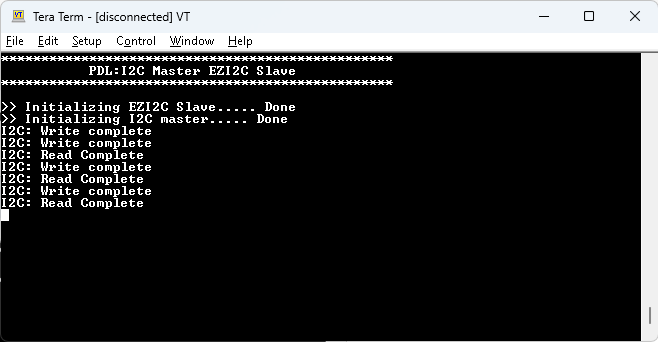 Tera Term - [disconnected] VT
File Edit Setup Control Window Help
**************************************************
PDL:I2C Master EZI2C Slave
**************************************************
>> Initializing EZI2C Slave..... Done
>> Initializing I2C master..... Done
I2C: Write complete
I2C: Write complete
I2C: Read Complete
I2C: Write complete
I2C: Read Complete
I2C: Write complete
I2C: Read Complete